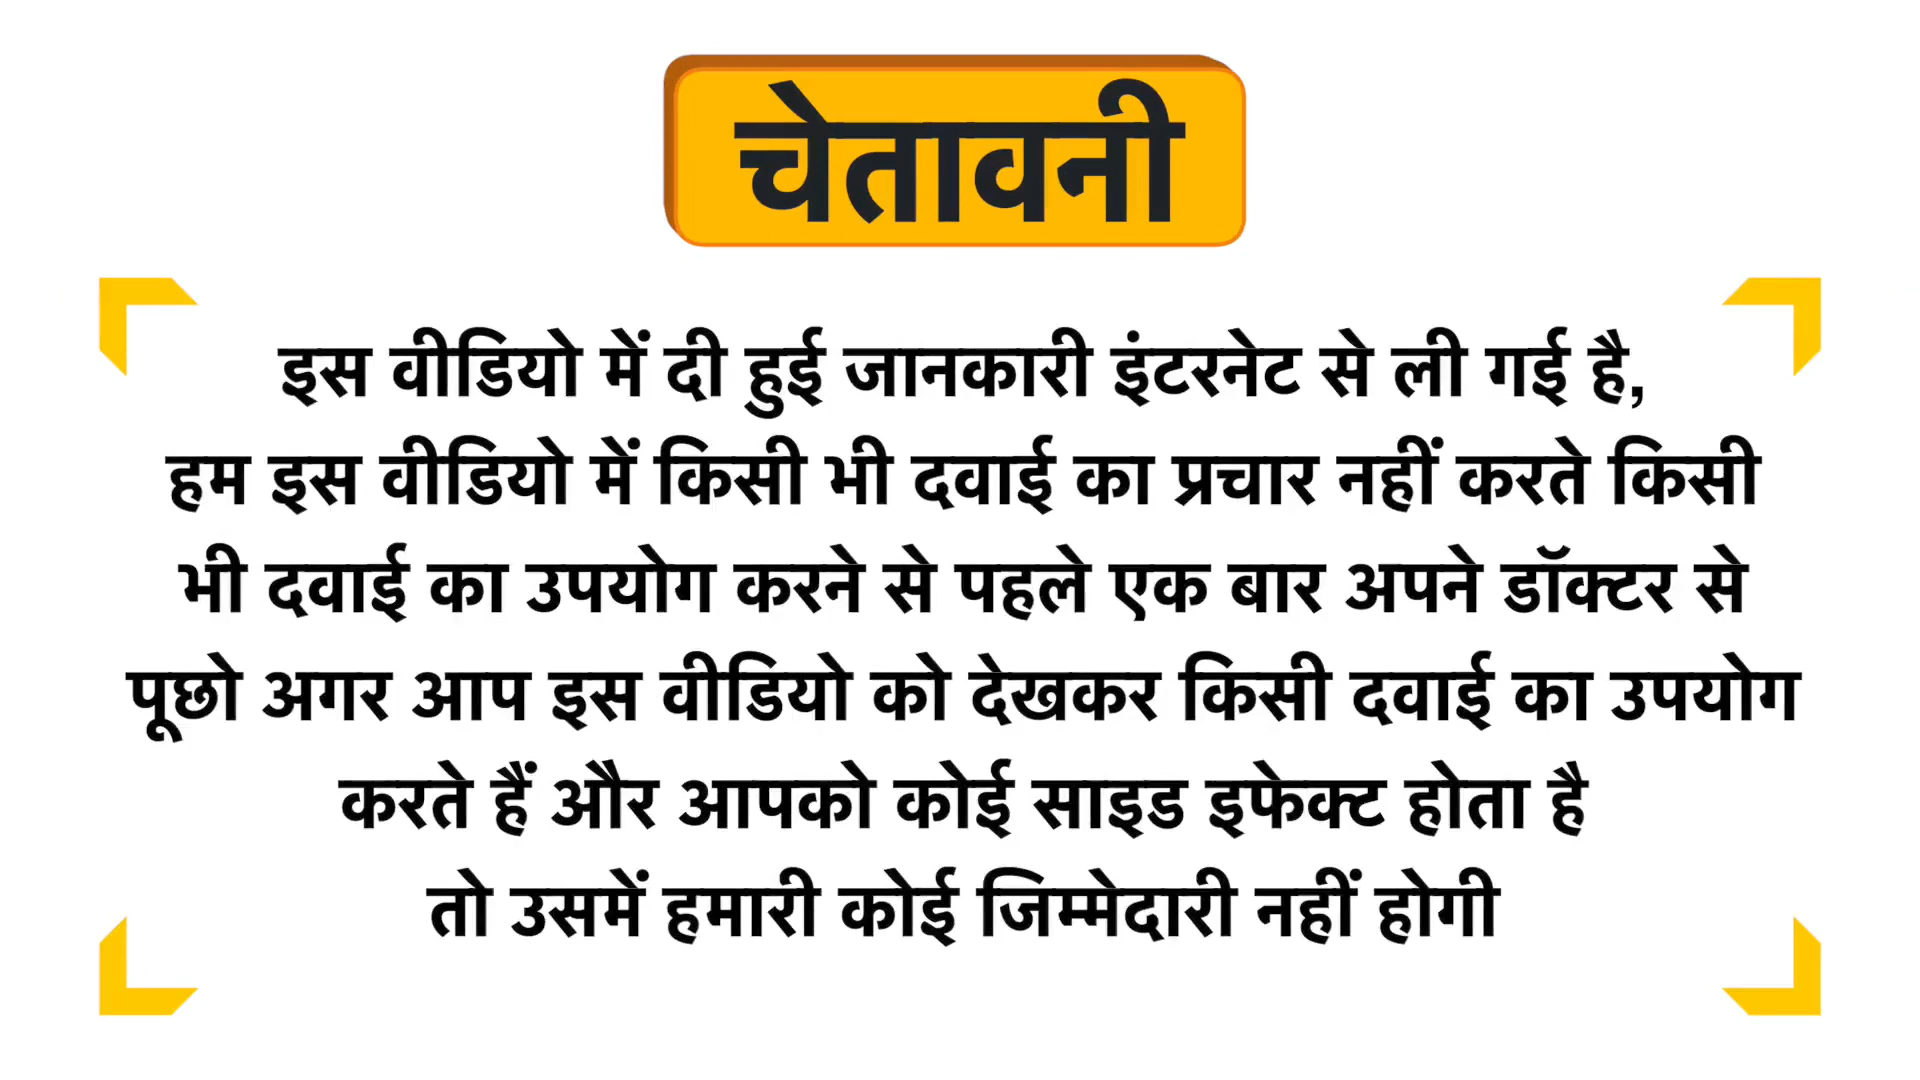 चेतावनी
इस वीडियो में दी हुई जानकारी इंटरनेट से ली गई है,
हम इस वीडियो में किसी भी दवाई का प्रचार नहीं करते किसी
भी दवाई का उपयोग करने से पहले एक बार अपने डॉक्टर से
पूछो अगर आप इस वीडियो को देखकर किसी दवाई का उपयोग
करते हैं और आपको कोई साइड इफेक्ट होता है
तो उसमें हमारी कोई जिम्मेदारी नहीं होगी